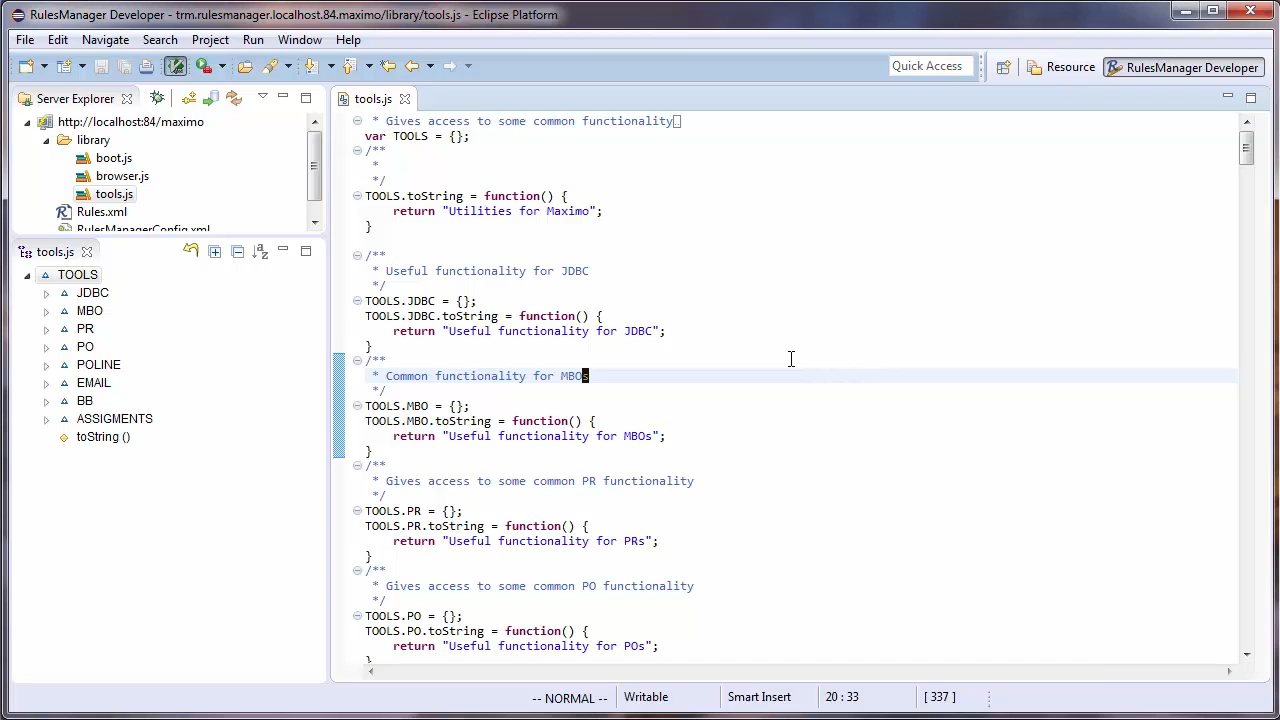 RulesManager Developer - trm.rulesmanager.localhost.84.maximo/library/tools.js - Eclipse Platform
File Edit Navigate Search Project Run Window Help
Quick Access
Resource
RulesManager Developer
Server Explorer
http://localhost:84/maximo
library
boot.js
browser.js
tools.js
Rules.xml
RulesManagerConfig.xml
tools.js
TOOLS
JDBC
MBO
PR
PO
POLINE
EMAIL
BB
ASSIGMENTS
toString ()
tools.js
* Gives access to some common functionality
var TOOLS = {};
/**
*
*/
TOOLS.toString = function() {
return "Utilities for Maximo";
}
/**
* Useful functionality for JDBC
*/
TOOLS.JDBC = {};
TOOLS.JDBC.toString = function() {
return "Useful functionality for JDBC";
}
/**
* Common functionality for MBOs
*/
TOOLS.MBO = {};
TOOLS.MBO.toString = function() {
return "Useful functionality for MBOs";
}
/**
* Gives access to some common PR functionality
*/
TOOLS.PR = {};
TOOLS.PR.toString = function() {
return "Useful functionality for PRs";
}
/**
* Gives access to some common PO functionality
*/
TOOLS.PO = {};
TOOLS.PO.toString = function() {
return "Useful functionality for POs";
}
-- NORMAL -- Writable Smart Insert 20 : 33 [ 337 ]